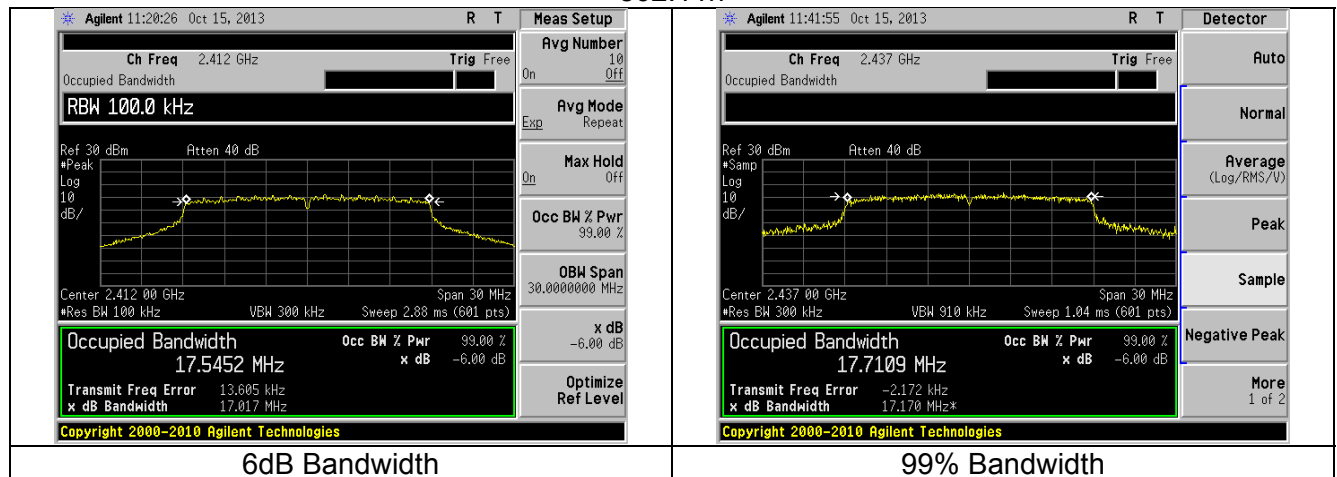 Agilent 11:20:26 Oct 15, 2013 R T
Meas Setup
Ch Freq 2.412 GHz Trig Free
Occupied Bandwidth
RBW 100.0 kHz
Ref 30 dBm Atten 40 dB
#Peak
Log
10
dB/
Center 2.412 00 GHz Span 30 MHz
#Res BW 100 kHz VBW 300 kHz Sweep 2.88 ms (601 pts)
Occupied Bandwidth Occ BW % Pwr 99.00 %
17.5452 MHz x dB -6.00 dB
Transmit Freq Error 13.605 kHz
x dB Bandwidth 17.017 MHz
Copyright 2000-2010 Agilent Technologies
Avg Number
10
On Off
Avg Mode
Exp Repeat
Max Hold
On Off
Occ BW % Pwr
99.00 %
OBW Span
30.0000000 MHz
x dB
-6.00 dB
Optimize
Ref Level
6dB Bandwidth
Agilent 11:41:55 Oct 15, 2013 R T
Detector
Ch Freq 2.437 GHz Trig Free
Occupied Bandwidth
Ref 30 dBm Atten 40 dB
#Samp
Log
10
dB/
Center 2.437 00 GHz Span 30 MHz
#Res BW 300 kHz VBW 910 kHz Sweep 1.04 ms (601 pts)
Occupied Bandwidth Occ BW % Pwr 99.00 %
17.7109 MHz x dB -6.00 dB
Transmit Freq Error -2.172 kHz
x dB Bandwidth 17.170 MHz*
Copyright 2000-2010 Agilent Technologies
Auto
Normal
Average
(Log/RMS/V)
Peak
Sample
Negative Peak
More
1 of 2
99% Bandwidth